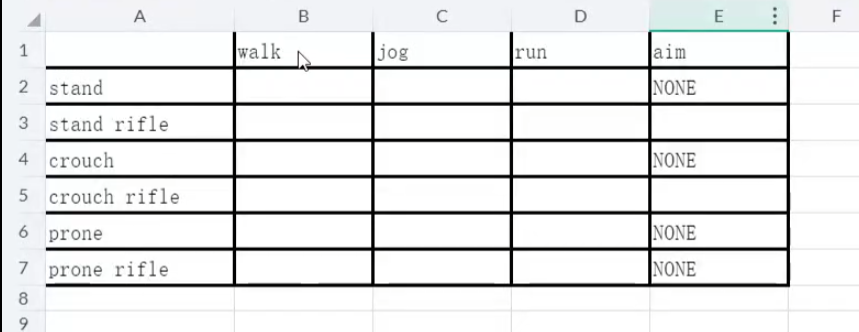 A B C D E F
1 walk jog run aim
2 stand NONE
3 stand rifle
4 crouch NONE
5 crouch rifle
6 prone NONE
7 prone rifle NONE
8
9